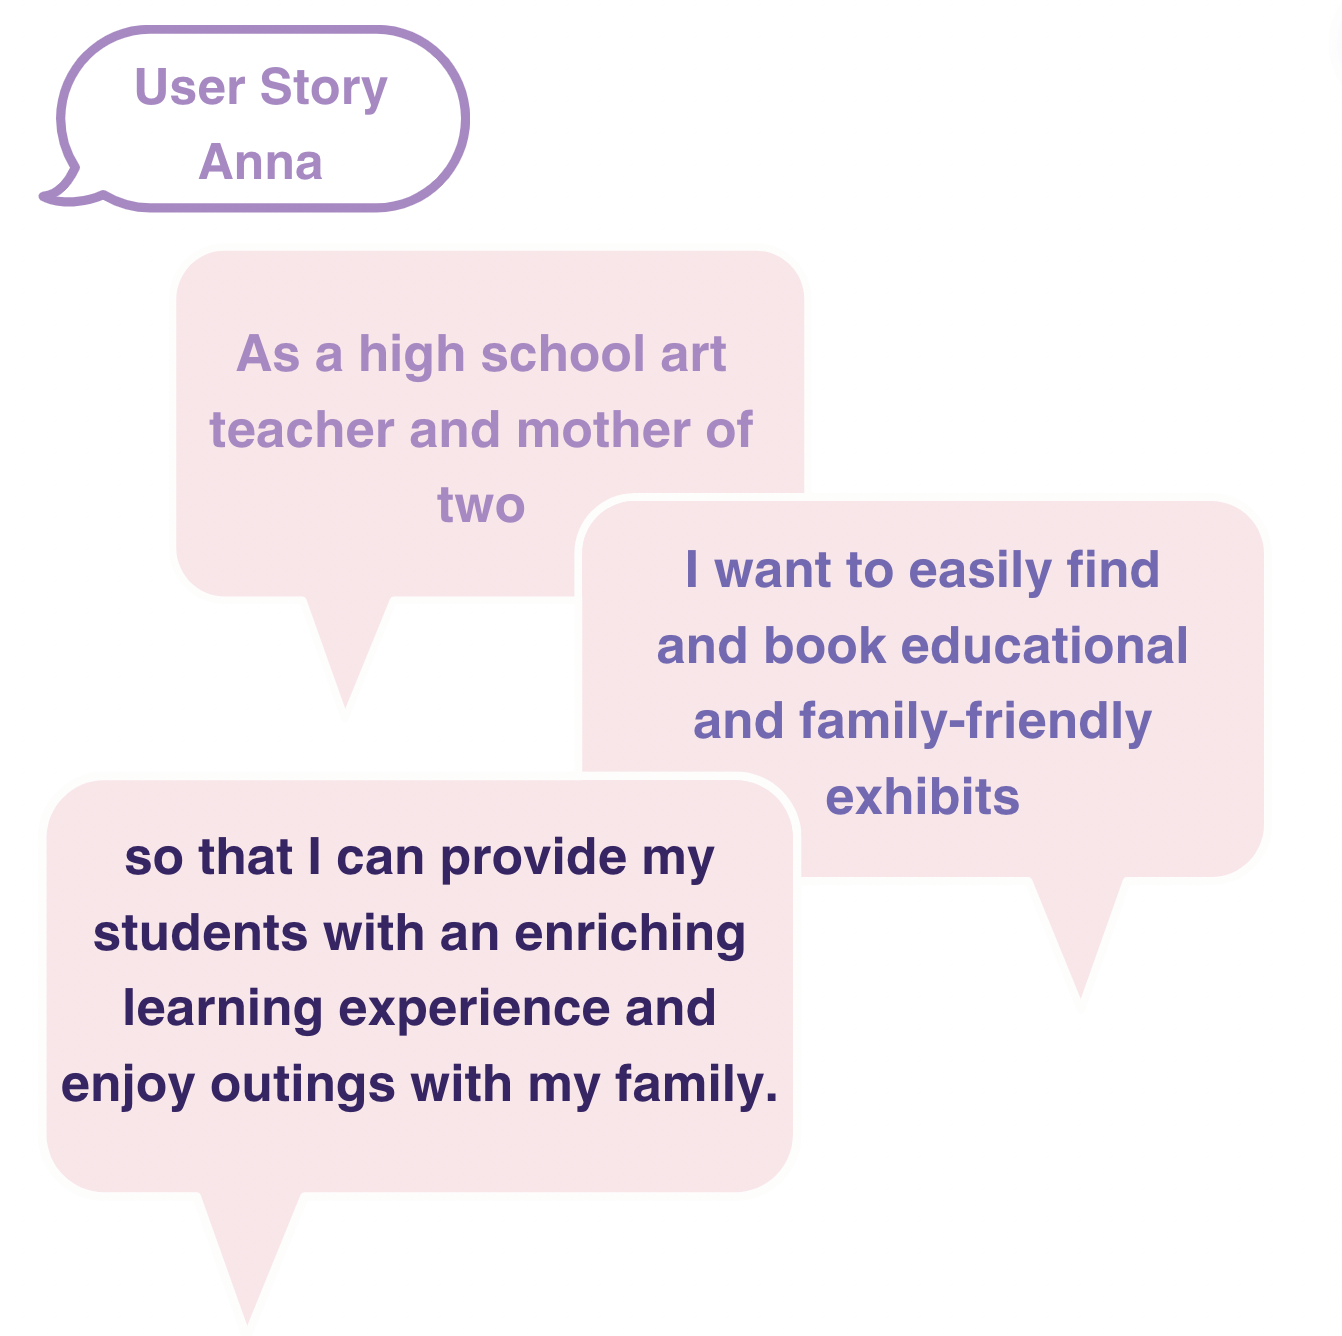 User Story
Anna
As a high school art
teacher and mother of
two
I want to easily find
and book educational
and family-friendly
exhibits
so that I can provide my
students with an enriching
learning experience and
enjoy outings with my family.